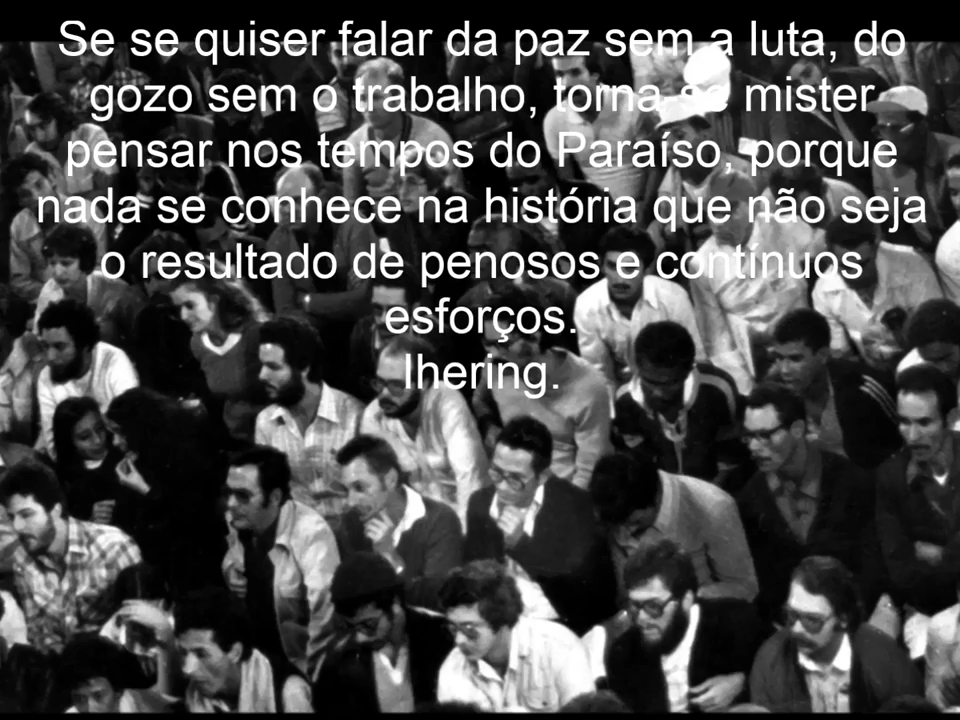 Se se quiser falar da paz sem a luta, do
gozo sem o trabalho, torna-se mister
pensar nos tempos do Paraíso, porque
nada se conhece na história que não seja
o resultado de penosos e contínuos
esforços.
Ihering.